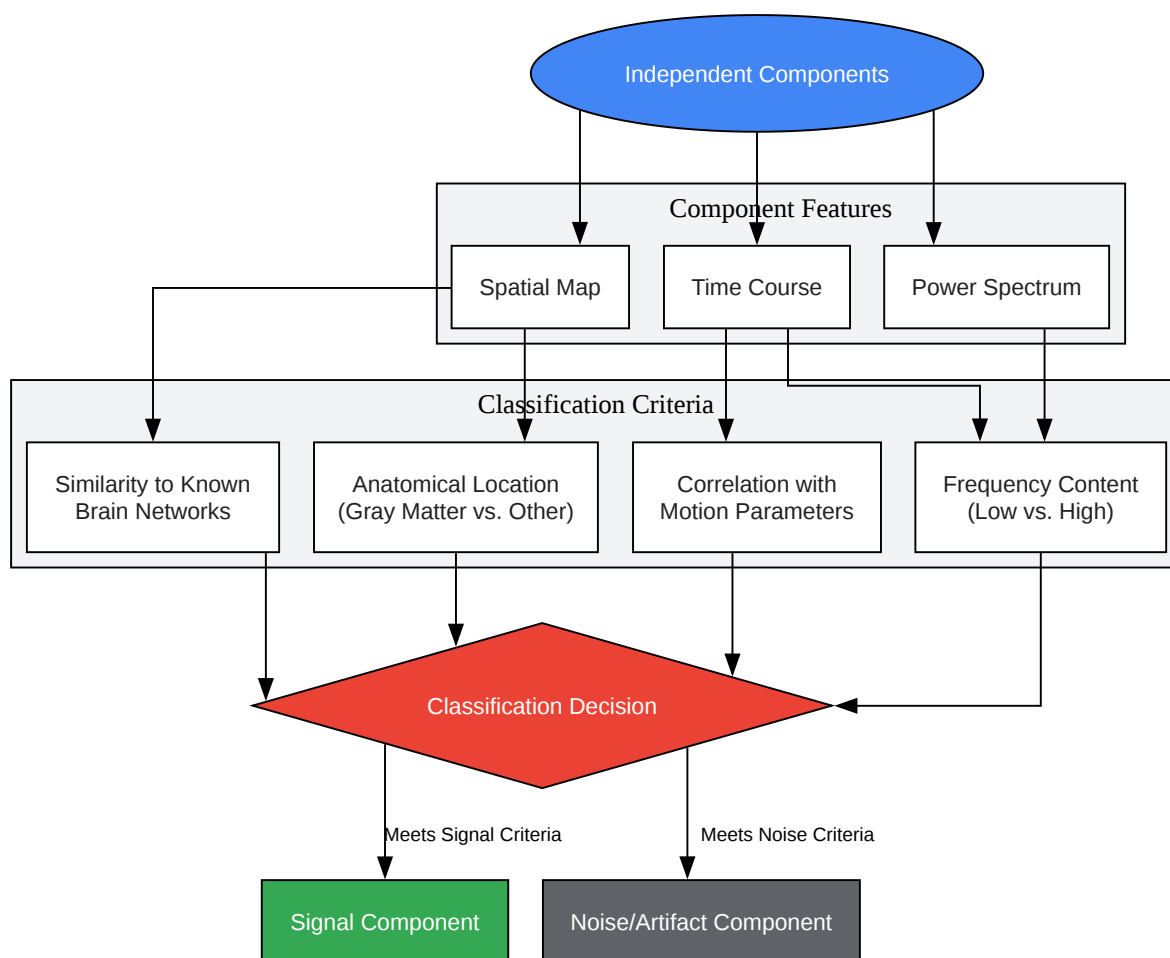 Independent Components
Component Features
Spatial Map
Time Course
Power Spectrum
Classification Criteria
Similarity to Known
Brain Networks
Anatomical Location
(Gray Matter vs. Other)
Correlation with
Motion Parameters
Frequency Content
(Low vs. High)
Classification Decision
Meets Signal Criteria
Meets Noise Criteria
Signal Component
Noise/Artifact Component